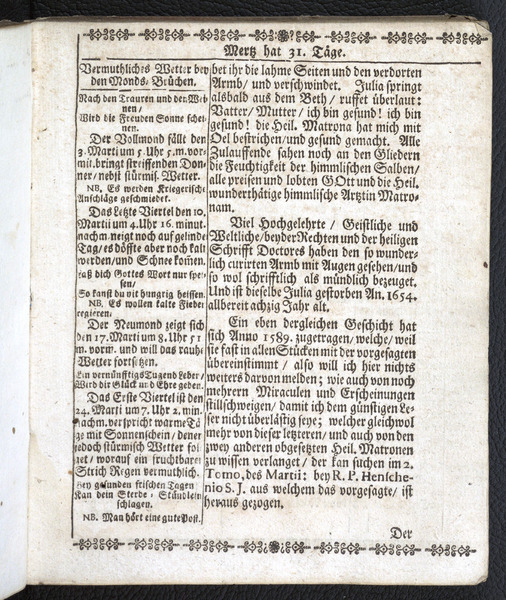 Mertz hat 31. Täge.
Vermuthliches Wetter bey
den Monds-Brüchen.
Nach den Trauren und den Wei-
nen/
Wird die Freuden Sonne schei-
nen.
Der Vollmond fällt den
3. Martii um 5. Uhr 5. m. vor-
mit. bringt streiffenden Don-
ner/ nebst stürmis. Wetter.
NB. Es werden Kriegerische
Anschläge geschmiedet.
Das Letzte Viertel den 10.
Martii um 4. Uhr 16. minut.
nachm. neigt noch auf gelinde
Tag/ es dörffte aber noch kalt
werden/ und Schnee kom̃en.
Laß dich Gottes Wort nur spei-
sen/
So kanst du vit hungrig heissen.
NB. Es wollen kalte Fieber
regieren.
Der Neumond zeigt sich
den 17. Martii um 8. Uhr 51
m. vorm. und will das rauhe
Wetter fortsetzen.
Ein vernünfftigs Tugend Leben/
Wird dir Glück und Ehre geben.
Das Erste Viertel ist den
24. Marti um 7. Uhr 2. min.
nachm. verspricht warme Tä-
ge mit Sonnenschein/ denen
jedoch stürmisch Wetter fol-
get/ worauf ein fruchtbarer
Strich Regen vermuthlich.
Bey gesunden frischen Tagen
Kan dein Sterbe-Stündlein
schlagen.
NB. Man hört eine gute Post.
bet ihr die lahme Seiten und den verdorten
Armb/ und verschwindet. Julia springt
alsbald aus dem Beth/ ruffet überlaut:
Vatter/ Mutter/ ich bin gesund! ich bin
gesund! die Heil. Matrona hat mich mit
Oel bestrichen/ und gesund gemacht. Alle
Zulauffende sahen noch an den Gliedern
die Feuchtigkeit der himmlischen Salben/
alle preisen und lobten GOtt und die Heil.
wunderthätige himmlische Artztin Matro-
nam.
Viel Hochgelehrte/ Geistliche und
Weltliche/ beyder Rechten und der heiligen
Schrifft Doctores haben den so wunder-
lich curirten Armb mit Augen gesehen/ und
so wol schrifftlich als mündlich bezeuget.
Und ist dieselbe Julia gestorben An. 1654.
allbereit achzig Jahr alt.
Ein eben dergleichen Geschicht hat
sich Anno 1589. zugetragen/ welche/ weil
sie fast in allen Stücken mit der vorgesagten
übereinstimmt/ also will ich hier nichts
weiters darvon melden; wie auch von noch
mehrern Miraculen und Erscheinungen
stillschweigen/ damit ich dem günstigen Le-
ser nicht überlästig seye; welcher gleichwol
mehr von dieser letzteren/ und auch von den
zwey anderen obgesetzten Heil. Matronen
zu wissen verlanget/ der kan suchen im 2.
Tomo, des Martii: bey R. P. Henſche-
nio S. J. aus welchem das vorgesagte/ ist
heraus gezogen.
Der